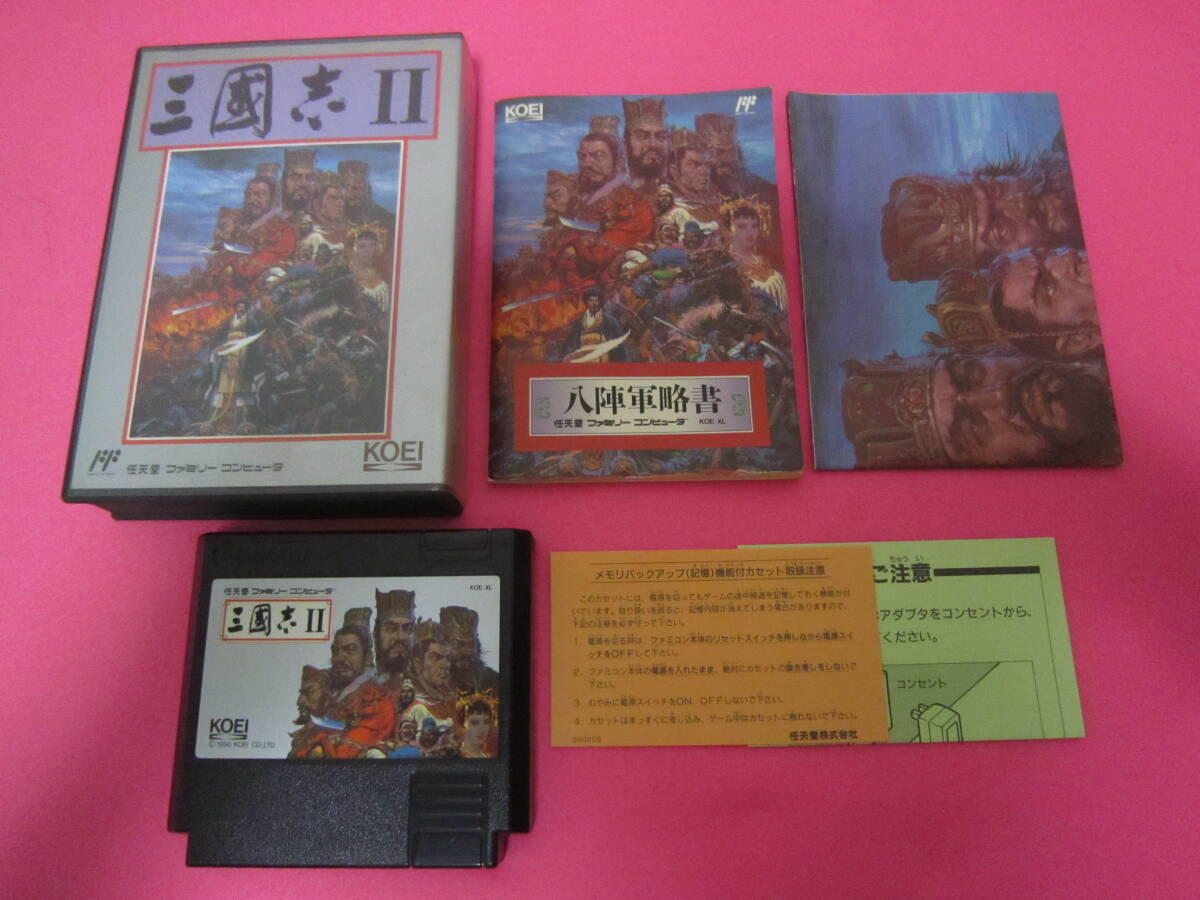 三國志 II
任天堂 ファミリー コンピュータ
KOEI
KOEI
八陣軍略書
任天堂 ファミリー コンピュータ KOE-XL
任天堂 ファミリー コンピュータ KOE-XL
三國志 II
KOEI
© 1990 KOEI CO.,LTD.
メモリバックアップ(記憶)機能付カセット取扱注意
このカセットには、電源を切ってもゲームの途中経過を記憶しておく機能が付
いています。取り扱いを誤ると、記憶内容が消えてしまう場合がありますので、
下記の注意を必ず守って下さい。
1. 電源を切る時は、ファミコン本体のリセットスイッチを押しながら電源スイ
ッチをOFFして下さい。
2. ファミコン本体の電源を入れたまま、絶対にカセットの抜き差しをしないで
下さい。
3. むやみに電源スイッチをON、OFFしないで下さい。
4. カセットはまっすぐに差し込み、ゲーム中はカセットに触れないで下さい。
任天堂株式会社
ちゅう い
ご注意
アダプタをコンセントから、
ください。
コンセント